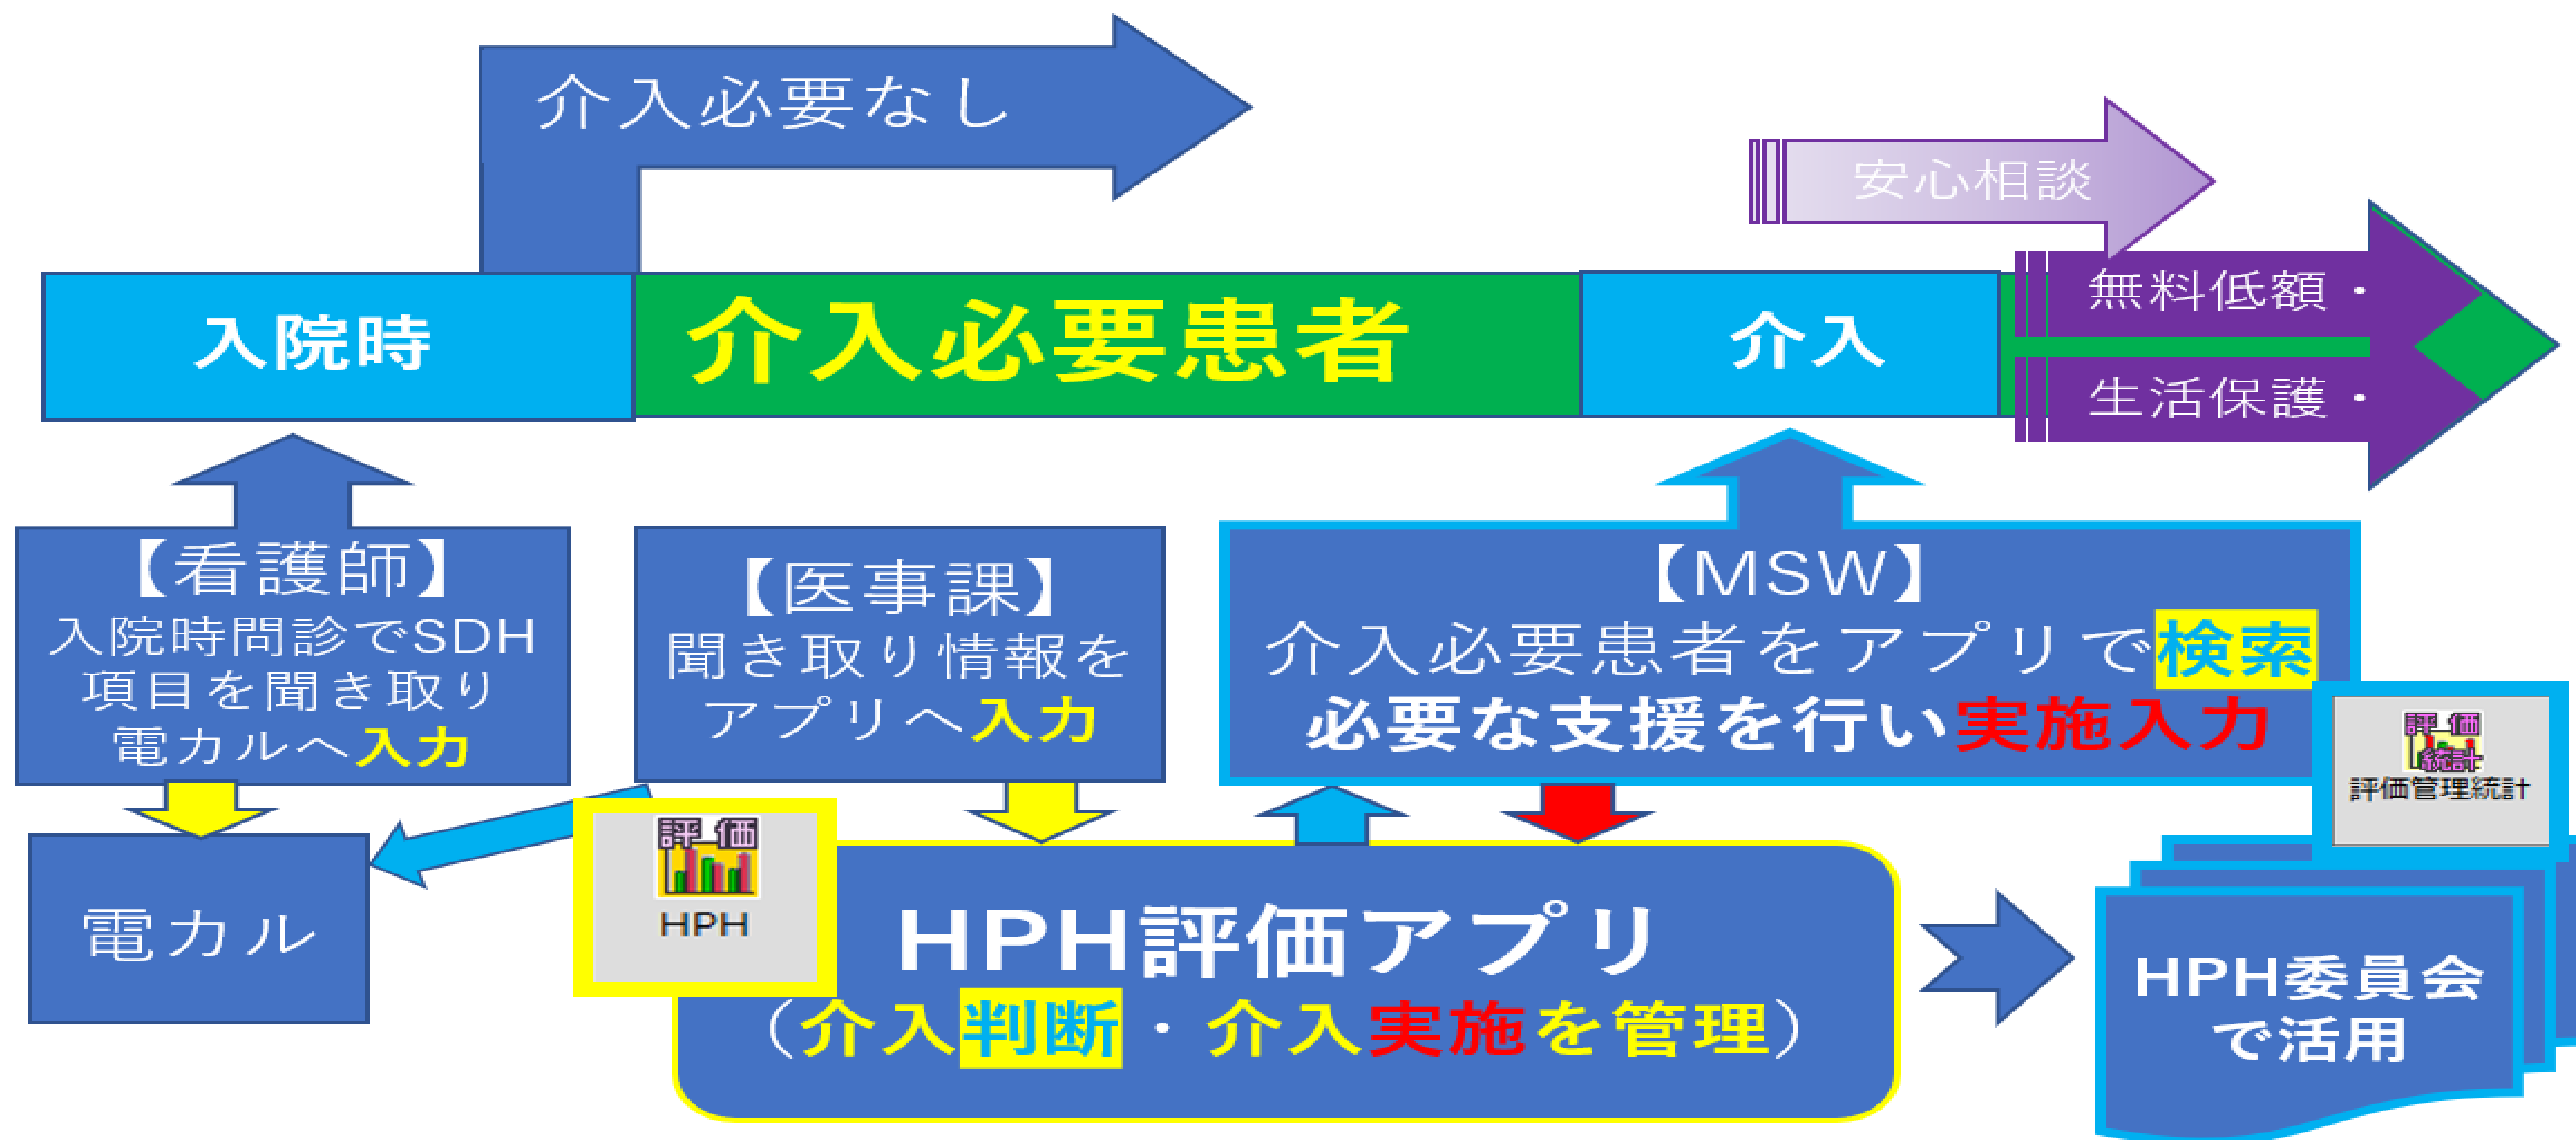 介入必要なし
安心相談
入院時
介入必要患者
介入
無料低額・
生活保護・
【看護師】
入院時問診でSDH
項目を聞き取り
電カルへ入力
【医事課】
聞き取り情報を
アプリへ入力
【MSW】
介入必要患者をアプリで検索
必要な支援を行い実施入力
評価
統計
評価管理統計
電カル
評価
HPH
HPH評価アプリ
（介入判断・介入実施を管理）
HPH委員会
で活用